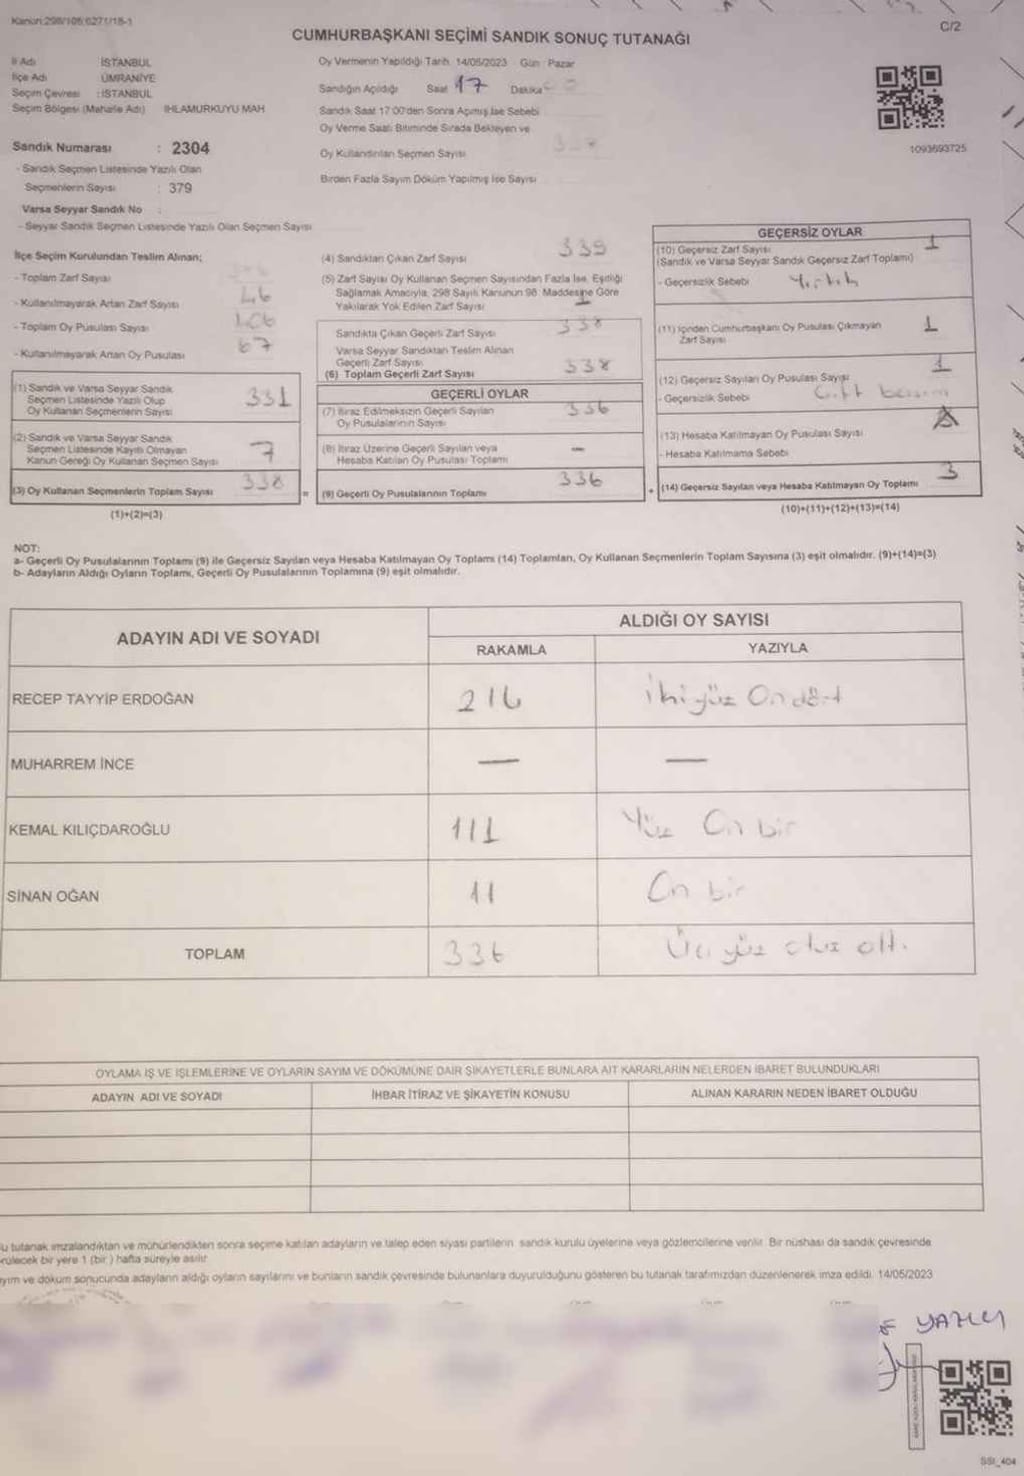 Kanun:298/106;6271/18-1
C/2
CUMHURBAŞKANI SEÇİMİ SANDIK SONUÇ TUTANAĞI
İl Adı : İSTANBUL
İlçe Adı : ÜMRANİYE
Seçim Çevresi : İSTANBUL
Seçim Bölgesi (Mahalle Adı) IHLAMURKUYU MAH
Sandık Numarası : 2304
- Sandık Seçmen Listesinde Yazılı Olan
Seçmenlerin Sayısı : 379
Varsa Seyyar Sandık No :
- Seyyar Sandık Seçmen Listesinde Yazılı Olan Seçmen Sayısı
Oy Vermenin Yapıldığı Tarih: 14/05/2023 Gün : Pazar
Sandığın Açıldığı Saat 17 Dakika
Sandık Saat 17:00'den Sonra Açılmış İse Sebebi
Oy Verme Saati Bitiminde Sırada Bekleyen ve
Oy Kullandırılan Seçmen Sayısı
Birden Fazla Sayım Döküm Yapılmış İse Sayısı
1093693725
İlçe Seçim Kurulundan Teslim Alınan;
- Toplam Zarf Sayısı
- Kullanılmayarak Artan Zarf Sayısı
- Toplam Oy Pusulası Sayısı
- Kullanılmayarak Artan Oy Pusulası 67
(1) Sandık ve Varsa Seyyar Sandık
Seçmen Listesinde Yazılı Olup
Oy Kullanan Seçmenlerin Sayısı 331
(2) Sandık ve Varsa Seyyar Sandık
Seçmen Listesinde Kayıtlı Olmayan
Kanun Gereği Oy Kullanan Seçmen Sayısı 7
(3) Oy Kullanan Seçmenlerin Toplam Sayısı 338
(1)+(2)=(3)
(4) Sandıktan Çıkan Zarf Sayısı 339
(5) Zarf Sayısı Oy Kullanan Seçmen Sayısından Fazla İse, Eşitliği
Sağlamak Amacıyla, 298 Sayılı Kanunun 98. Maddesine Göre
Yakılarak Yok Edilen Zarf Sayısı 1
Sandıkta Çıkan Geçerli Zarf Sayısı 338
Varsa Seyyar Sandıktan Teslim Alınan
Geçerli Zarf Sayısı
(6) Toplam Geçerli Zarf Sayısı 338
GEÇERLİ OYLAR
(7) İtiraz Edilmeksizin Geçerli Sayılan
Oy Pusulalarının Sayısı 336
(8) İtiraz Üzerine Geçerli Sayılan veya
Hesaba Katılan Oy Pusulası Toplamı —
= (9) Geçerli Oy Pusulalarının Toplamı 336
GEÇERSİZ OYLAR
(10) Geçersiz Zarf Sayısı 1
(Sandık ve Varsa Seyyar Sandık Geçersiz Zarf Toplamı)
- Geçersizlik Sebebi Yırtık
(11) İçinden Cumhurbaşkanı Oy Pusulası Çıkmayan
Zarf Sayısı 1
(12) Geçersiz Sayılan Oy Pusulası Sayısı 1
- Geçersizlik Sebebi Çift basım
(13) Hesaba Katılmayan Oy Pusulası Sayısı
- Hesaba Katılmama Sebebi
+ (14) Geçersiz Sayılan veya Hesaba Katılmayan Oy Toplamı 3
(10)+(11)+(12)+(13)=(14)
NOT:
a- Geçerli Oy Pusulalarının Toplamı (9) ile Geçersiz Sayılan veya Hesaba Katılmayan Oy Toplamı (14) Toplamları, Oy Kullanan Seçmenlerin Toplam Sayısına (3) eşit olmalıdır. (9)+(14)=(3)
b- Adayların Aldığı Oyların Toplamı, Geçerli Oy Pusulalarının Toplamına (9) eşit olmalıdır.
ADAYIN ADI VE SOYADI
ALDIĞI OY SAYISI
RAKAMLA YAZIYLA
RECEP TAYYİP ERDOĞAN 214 İkiyüz Ondört
MUHARREM İNCE — —
KEMAL KILIÇDAROĞLU 111 Yüz On bir
SİNAN OĞAN 11 On bir
TOPLAM 336 Üçyüz otuz altı
OYLAMA İŞ VE İŞLEMLERİNE VE OYLARIN SAYIM VE DÖKÜMÜNE DAİR ŞİKAYETLERLE BUNLARA AİT KARARLARIN NELERDEN İBARET BULUNDUKLARI
ADAYIN ADI VE SOYADI İHBAR İTİRAZ VE ŞİKAYETİN KONUSU ALINAN KARARIN NEDEN İBARET OLDUĞU
u tutanak imzalandıktan ve mühürlendikten sonra seçime katılan adayların ve talep eden siyasi partilerin sandık kurulu üyelerine veya gözlemcilerine verilir. Bir nüshası da sandık çevresinde
rülecek bir yere 1 (bir ) hafta süreyle asılır
ayım ve döküm sonucunda adayların aldığı oyların sayılarını ve bunların sandık çevresinde bulunanlara duyurulduğunu gösteren bu tutanak tarafımızdan düzenlenerek imza edildi. 14/05/2023
YAZICI
SSI_404